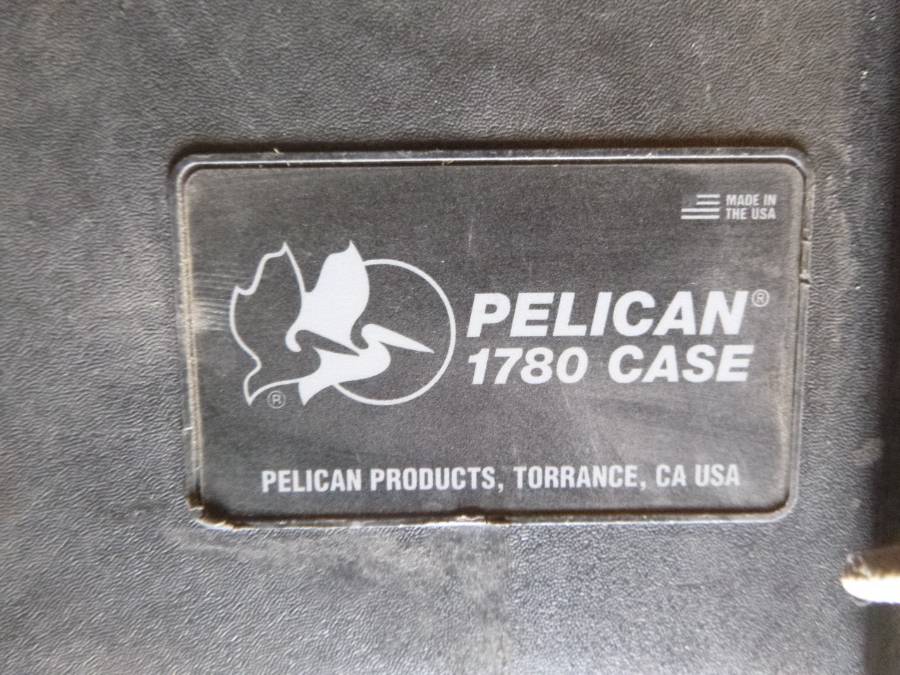 MADE IN
THE USA
PELICAN®
1780 CASE
®
PELICAN PRODUCTS, TORRANCE, CA USA